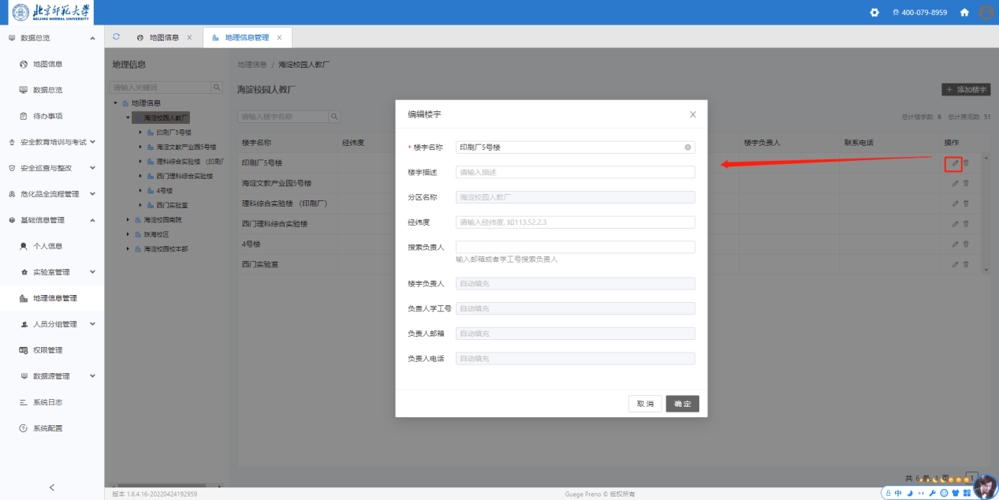 北京师范大学
BEIJING NORMAL UNIVERSITY
400-079-8959
数据总览
地图信息
数据总览
待办事项
安全教育培训与考试
安全巡查与整改
危化品全流程管理
基础信息管理
个人信息
实验室管理
地理信息管理
人员分组管理
权限管理
数据源管理
系统日志
系统配置
地图信息
地理信息管理
地理信息
请输入关键词
地理信息
海淀校园人教厂
印刷厂5号楼
海淀文教产业园5号楼
理科综合实验楼 (印刷厂
西门理科综合实验楼
4号楼
西门实验室
海淀校园南院
珠海校区
海淀校园校本部
地理信息 / 海淀校园人教厂
海淀校园人教厂
+ 添加楼宇
请输入楼宇名称
总计楼宇数: 6 总计房间数: 51
楼宇名称 经纬度 楼宇负责人 联系电话 操作
印刷厂5号楼
海淀文教产业园5号楼
理科综合实验楼 (印刷厂)
西门理科综合实验楼
4号楼
西门实验室
编辑楼宇
* 楼宇名称 印刷厂5号楼
楼宇描述 请输入描述
分区名称 海淀校园人教厂
经纬度 请输入经纬度, 如113.52,2.3
搜索负责人
输入邮箱或者学工号搜索负责人
楼宇负责人 自动填充
负责人学工号 自动填充
负责人邮箱 自动填充
负责人电话 自动填充
取 消 确 定
共 6 条 1 页 1
版本 1.6.4.16-20220424192959
Guege Preno © 版权所有
中